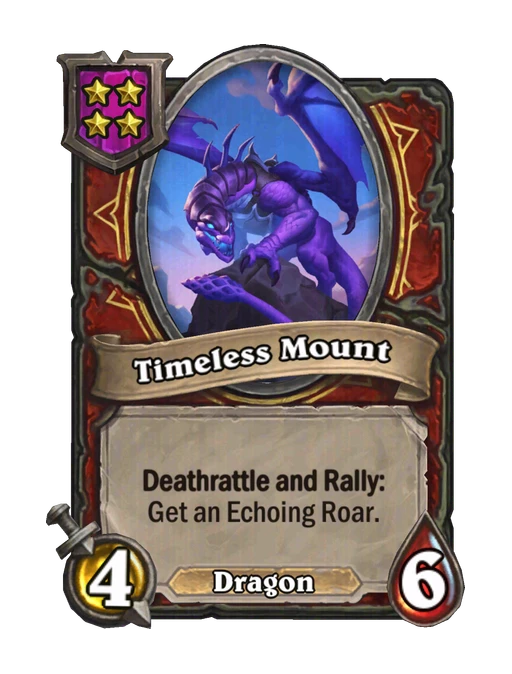 Timeless Mount
Deathrattle and Rally:
Get an Echoing Roar.
4
Dragon
6